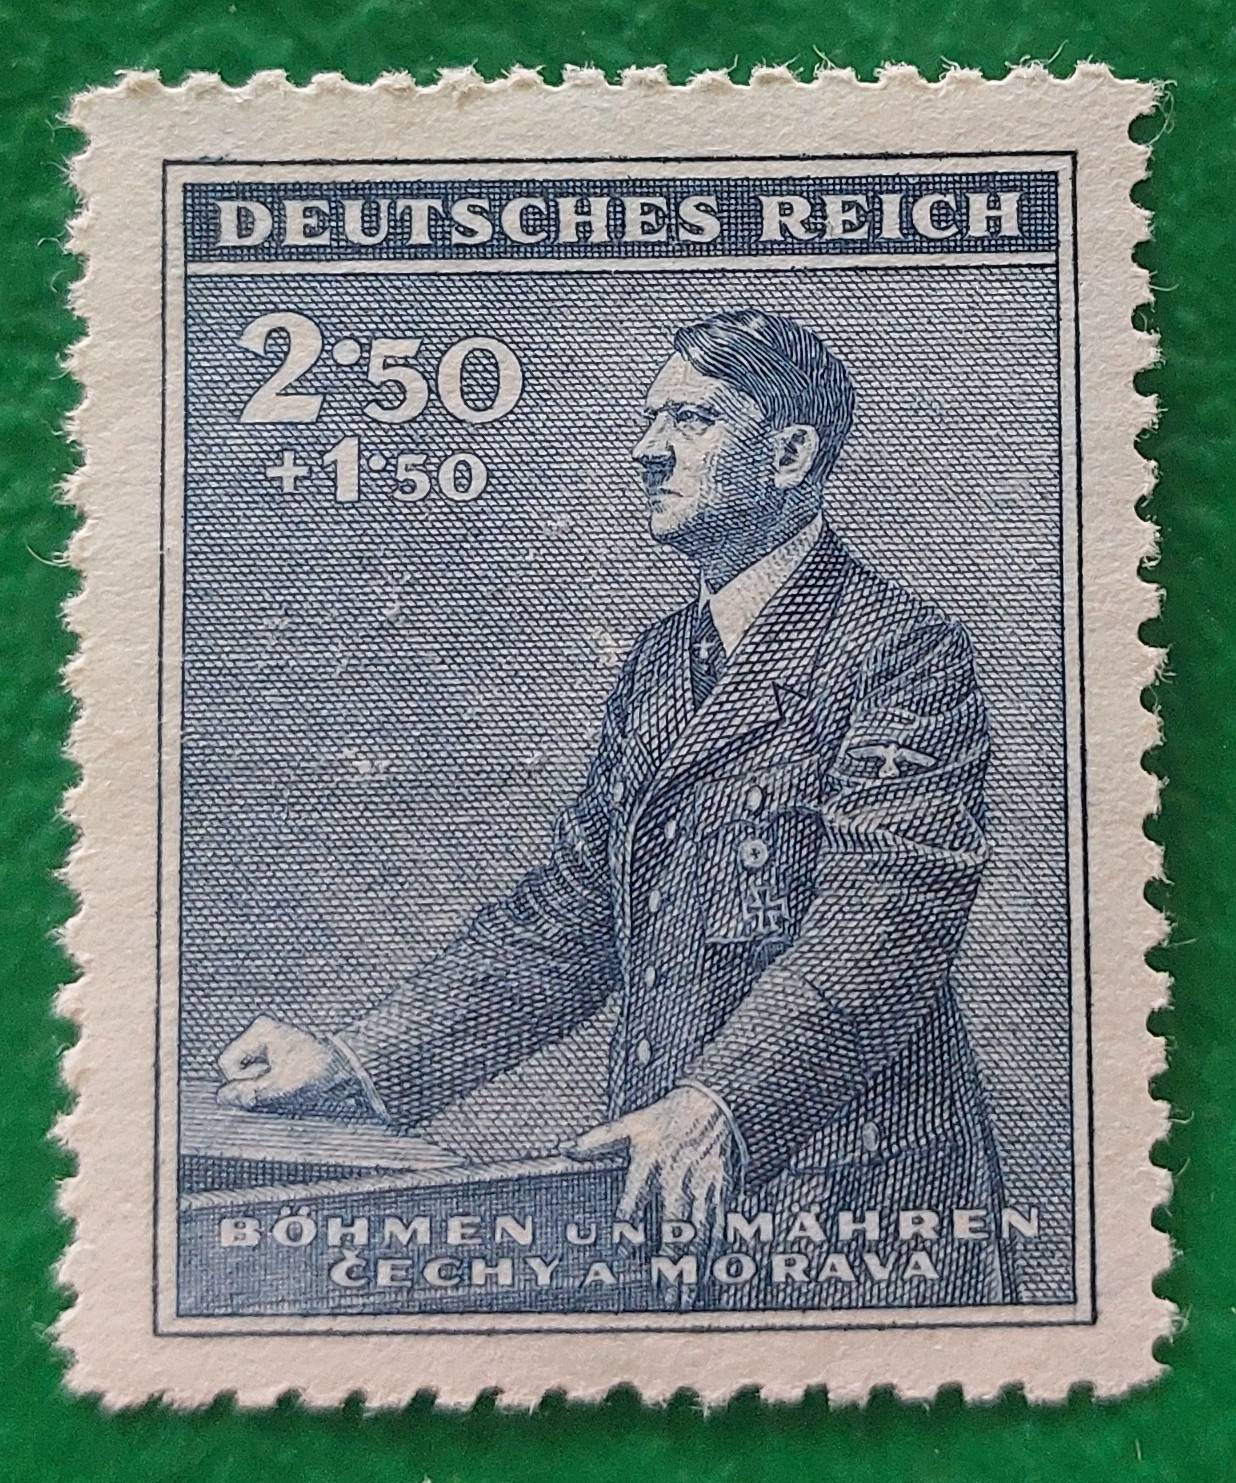 DEUTSCHES REICH
2·50
+1·50
BÖHMEN UND MÄHREN
ČECHY A MORAVA